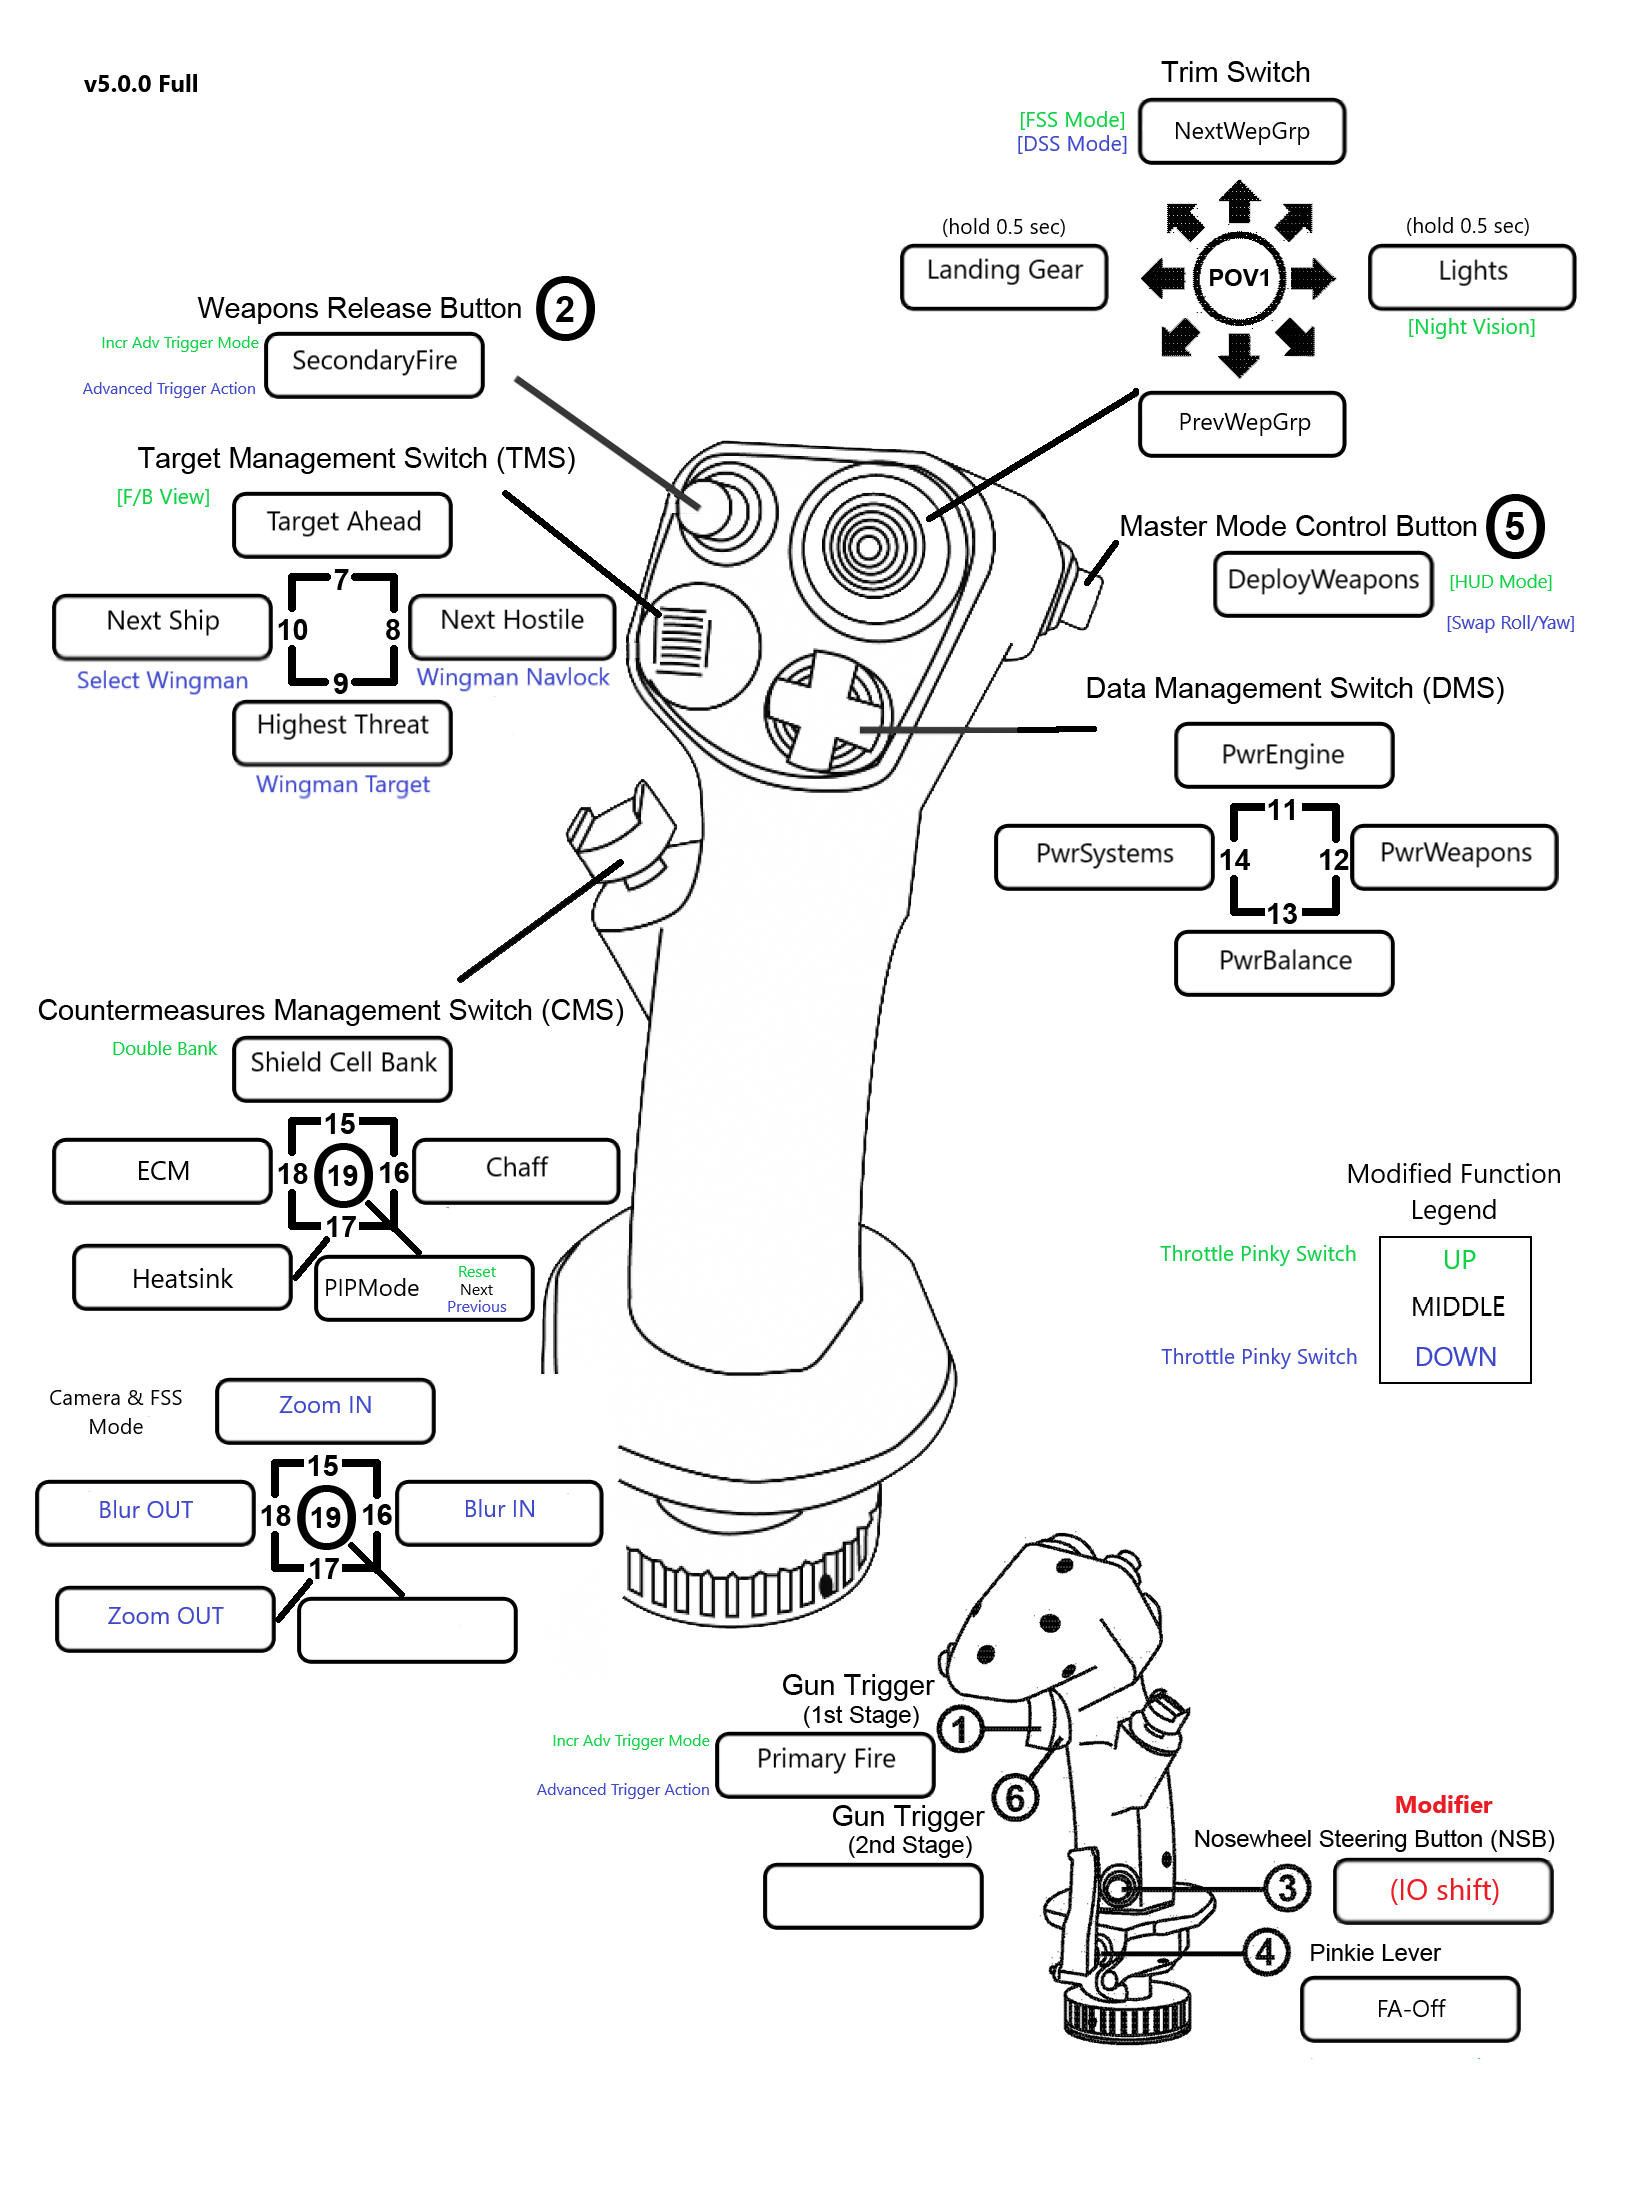 v5.0.0 Full
Trim Switch
[FSS Mode]
[DSS Mode]
NextWepGrp
(hold 0.5 sec)
Landing Gear
POV1
(hold 0.5 sec)
Lights
[Night Vision]
PrevWepGrp
Weapons Release Button 2
Incr Adv Trigger Mode
SecondaryFire
Advanced Trigger Action
Target Management Switch (TMS)
[F/B View]
Target Ahead
7
Next Ship
10
8
Next Hostile
Select Wingman
Wingman Navlock
9
Highest Threat
Wingman Target
Master Mode Control Button 5
DeployWeapons
[HUD Mode]
[Swap Roll/Yaw]
Data Management Switch (DMS)
PwrEngine
11
PwrSystems
14
12
PwrWeapons
13
PwrBalance
Countermeasures Management Switch (CMS)
Double Bank
Shield Cell Bank
15
ECM
18
19
16
Chaff
17
Heatsink
PIPMode
Reset
Next
Previous
Modified Function
Legend
Throttle Pinky Switch
UP
MIDDLE
Throttle Pinky Switch
DOWN
Camera & FSS
Mode
Zoom IN
15
Blur OUT
18
19
16
Blur IN
17
Zoom OUT
Gun Trigger
(1st Stage)
1
Incr Adv Trigger Mode
Primary Fire
Advanced Trigger Action
6
Gun Trigger
(2nd Stage)
Modifier
Nosewheel Steering Button (NSB)
3
(IO shift)
4
Pinkie Lever
FA-Off